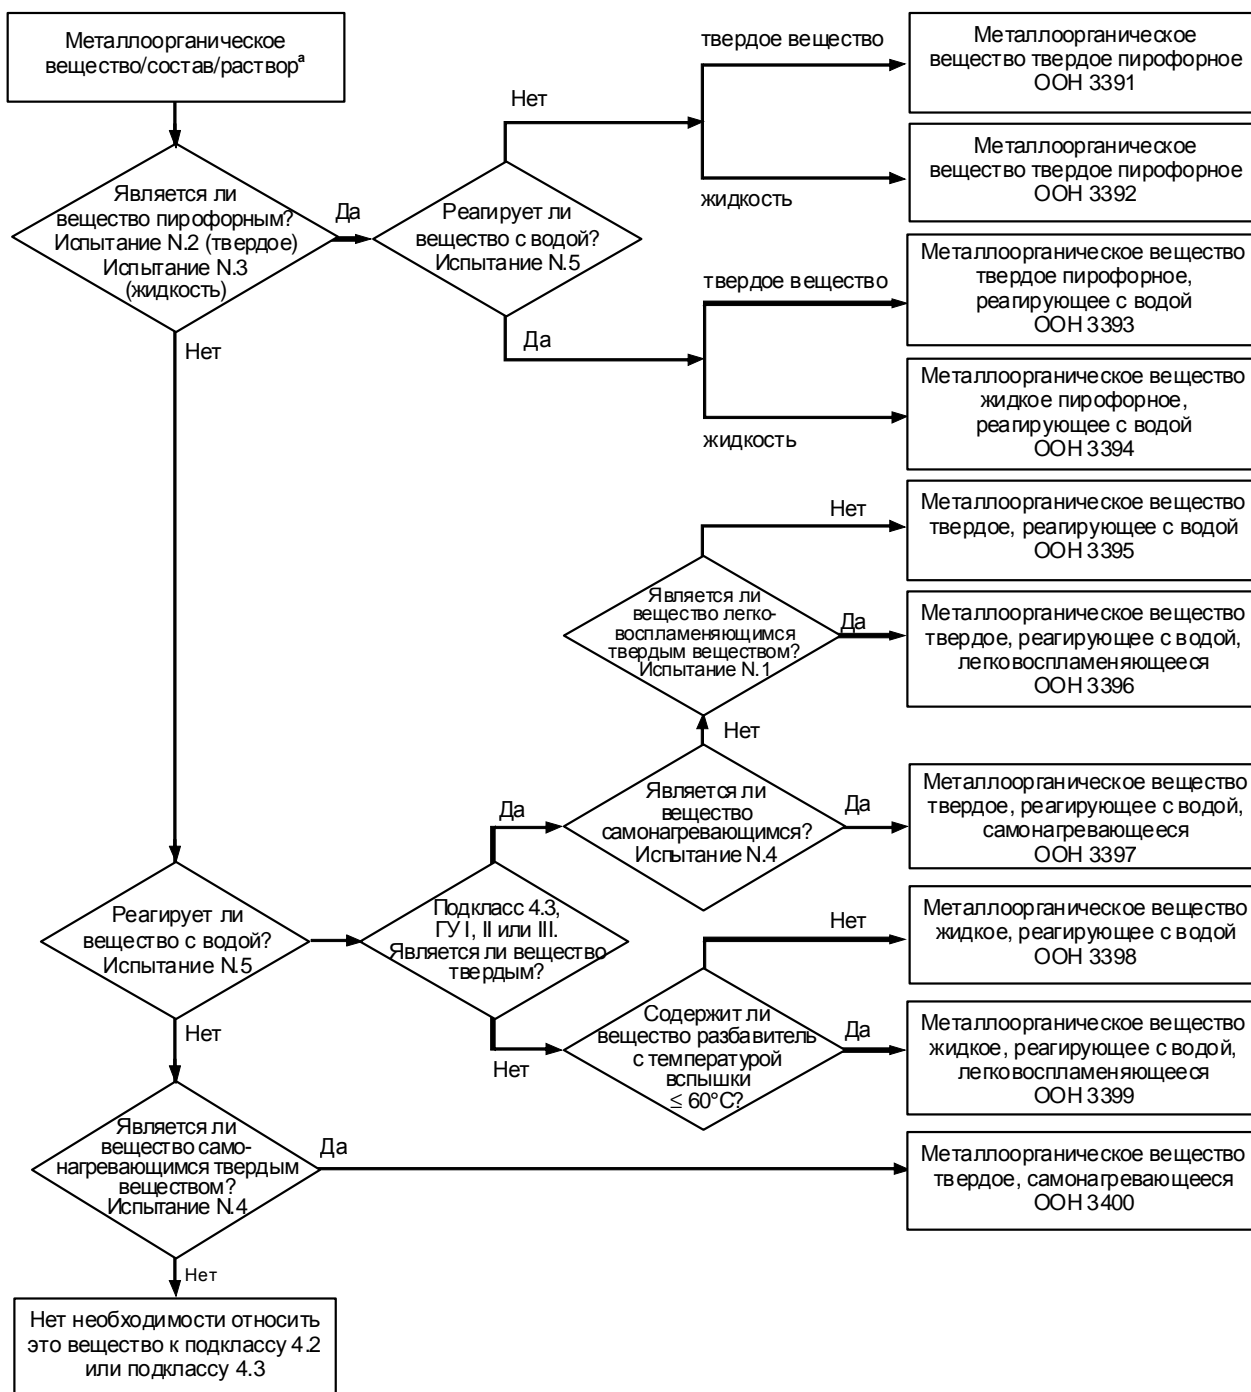 Металлоорганическое
вещество/состав/растворª
твердое вещество
Металлоорганическое
вещество твердое пирофорное
ООН 3391
Нет
Металлоорганическое
вещество твердое пирофорное
ООН 3392
жидкость
Является ли
вещество пирофорным?
Испытание N.2 (твердое)
Испытание N.3
(жидкость)
Да
Реагирует ли
вещество с водой?
Испытание N.5
твердое вещество
Металлоорганическое вещество
твердое пирофорное,
реагирующее с водой
ООН 3393
Да
Нет
Металлоорганическое вещество
жидкое пирофорное,
реагирующее с водой
ООН 3394
жидкость
Нет
Металлоорганическое вещество
твердое, реагирующее с водой
ООН 3395
Является ли
вещество легко-
воспламеняющимся
твердым веществом?
Испытание N.1
Да
Металлоорганическое вещество
твердое, реагирующее с водой,
легковоспламеняющееся
ООН 3396
Нет
Является ли
вещество
самонагревающимся?
Испытание N.4
Да
Да
Металлоорганическое вещество
твердое, реагирующее с водой,
самонагревающееся
ООН 3397
Реагирует ли
вещество с водой?
Испытание N.5
Подкласс 4.3,
ГУ I, II или III.
Является ли вещество
твердым?
Нет
Металлоорганическое вещество
жидкое, реагирующее с водой
ООН 3398
Нет
Нет
Содержит ли
вещество разбавитель
с температурой
вспышки
≤ 60°C?
Да
Металлоорганическое вещество
жидкое, реагирующее с водой,
легковоспламеняющееся
ООН 3399
Является ли
вещество само-
нагревающимся твердым
веществом?
Испытание N.4
Да
Металлоорганическое вещество
твердое, самонагревающееся
ООН 3400
Нет
Нет необходимости относить
это вещество к подклассу 4.2
или подклассу 4.3